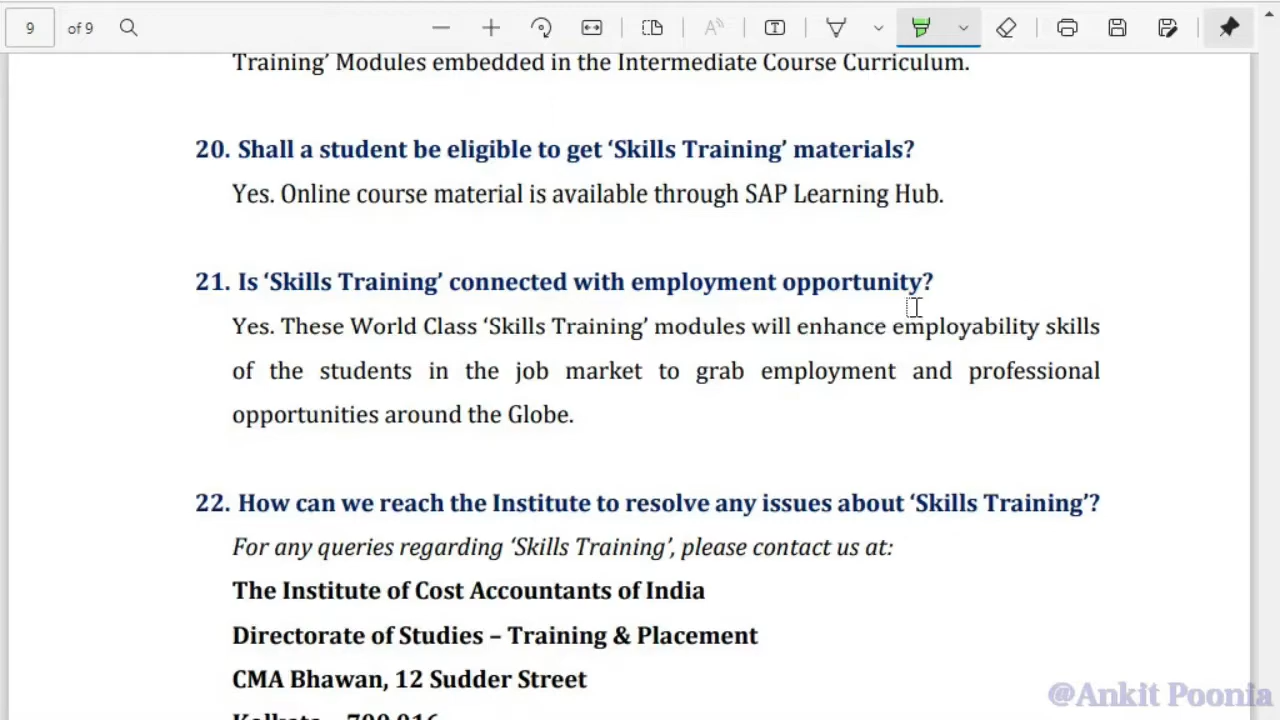 9 of 9
Training’ Modules embedded in the Intermediate Course Curriculum.
20. Shall a student be eligible to get ‘Skills Training’ materials?
Yes. Online course material is available through SAP Learning Hub.
21. Is ‘Skills Training’ connected with employment opportunity?
Yes. These World Class ‘Skills Training’ modules will enhance employability skills
of the students in the job market to grab employment and professional
opportunities around the Globe.
22. How can we reach the Institute to resolve any issues about ‘Skills Training’?
For any queries regarding ‘Skills Training’, please contact us at:
The Institute of Cost Accountants of India
Directorate of Studies – Training & Placement
CMA Bhawan, 12 Sudder Street
Kolkata – 700 016
@Ankit Poonia